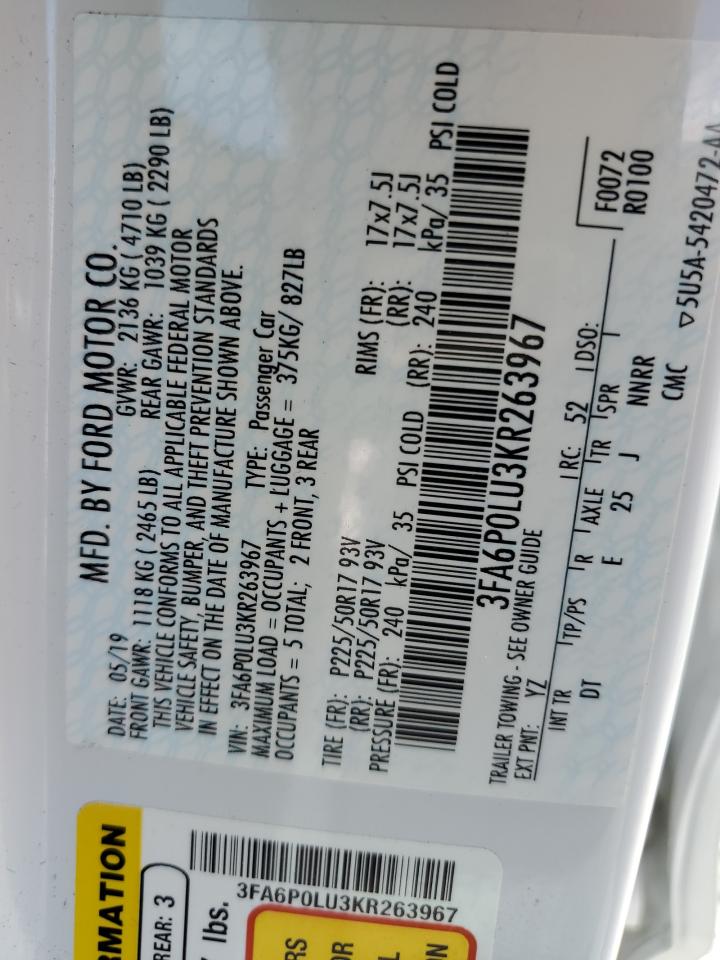 MFD. BY FORD MOTOR CO.
DATE: 05/19 GVWR: 2136 KG ( 4710 LB)
FRONT GAWR: 1118 KG ( 2465 LB) REAR GAWR: 1039 KG ( 2290 LB)
THIS VEHICLE CONFORMS TO ALL APPLICABLE FEDERAL MOTOR
VEHICLE SAFETY, BUMPER, AND THEFT PREVENTION STANDARDS
IN EFFECT ON THE DATE OF MANUFACTURE SHOWN ABOVE.
VIN: 3FA6P0LU3KR263967 TYPE: Passenger Car
MAXIMUM LOAD = OCCUPANTS + LUGGAGE = 375KG/ 827LB
OCCUPANTS = 5 TOTAL; 2 FRONT, 3 REAR
TIRE (FR): P225/50R17 93V RIMS (FR): 17x7.5J
(RR): P225/50R17 93V (RR): 17x7.5J
PRESSURE (FR): 240 kPa/ 35 PSI COLD (RR): 240 kPa/ 35 PSI COLD
3FA6P0LU3KR263967
TRAILER TOWING - SEE OWNER GUIDE
EXT PNT: YZ RC: 52 DSO: F0072
R0100
INT TR TP/PS R AXLE TR SPR
DT E 25 J NNRR
CMC ▽5U5A-5420472-AA
RMATION
REAR: 3
lbs.
3FA6P0LU3KR263967
RS
OR
L
ON